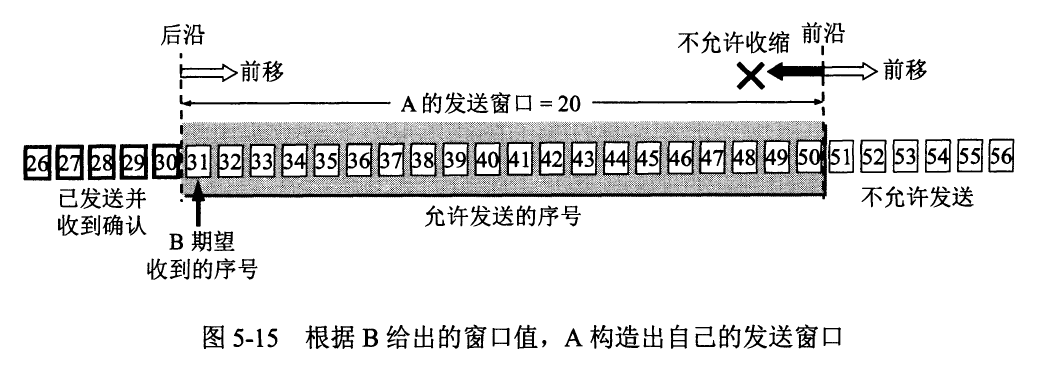 后沿
不允许收缩
前沿
前移
前移
A 的发送窗口 = 20
26 27 28 29 30 31 32 33 34 35 36 37 38 39 40 41 42 43 44 45 46 47 48 49 50 51 52 53 54 55 56
已发送并
收到确认
允许发送的序号
不允许发送
B 期望
收到的序号
图 5-15 根据 B 给出的窗口值，A 构造出自己的发送窗口